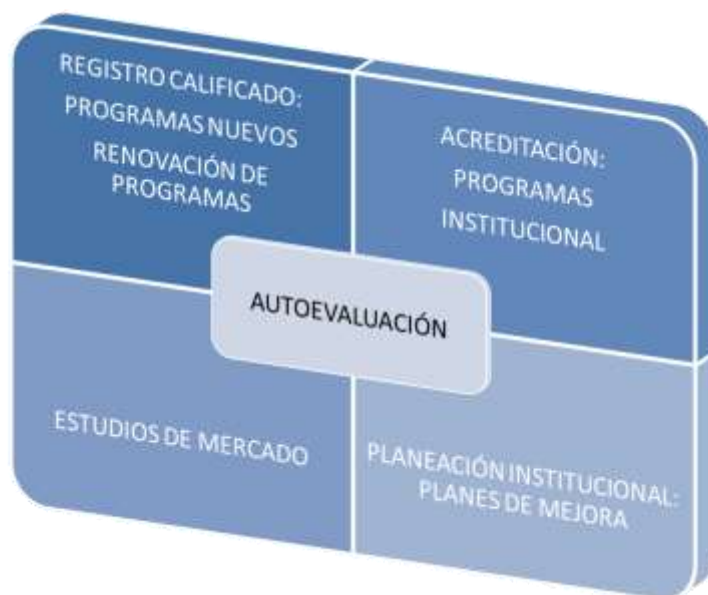 REGISTRO CALIFICADO:
PROGRAMAS NUEVOS
RENOVACIÓN DE
PROGRAMAS
ACREDITACIÓN:
PROGRAMAS
INSTITUCIONAL
AUTOEVALUACIÓN
ESTUDIOS DE MERCADO
PLANEACIÓN INSTITUCIONAL:
PLANES DE MEJORA